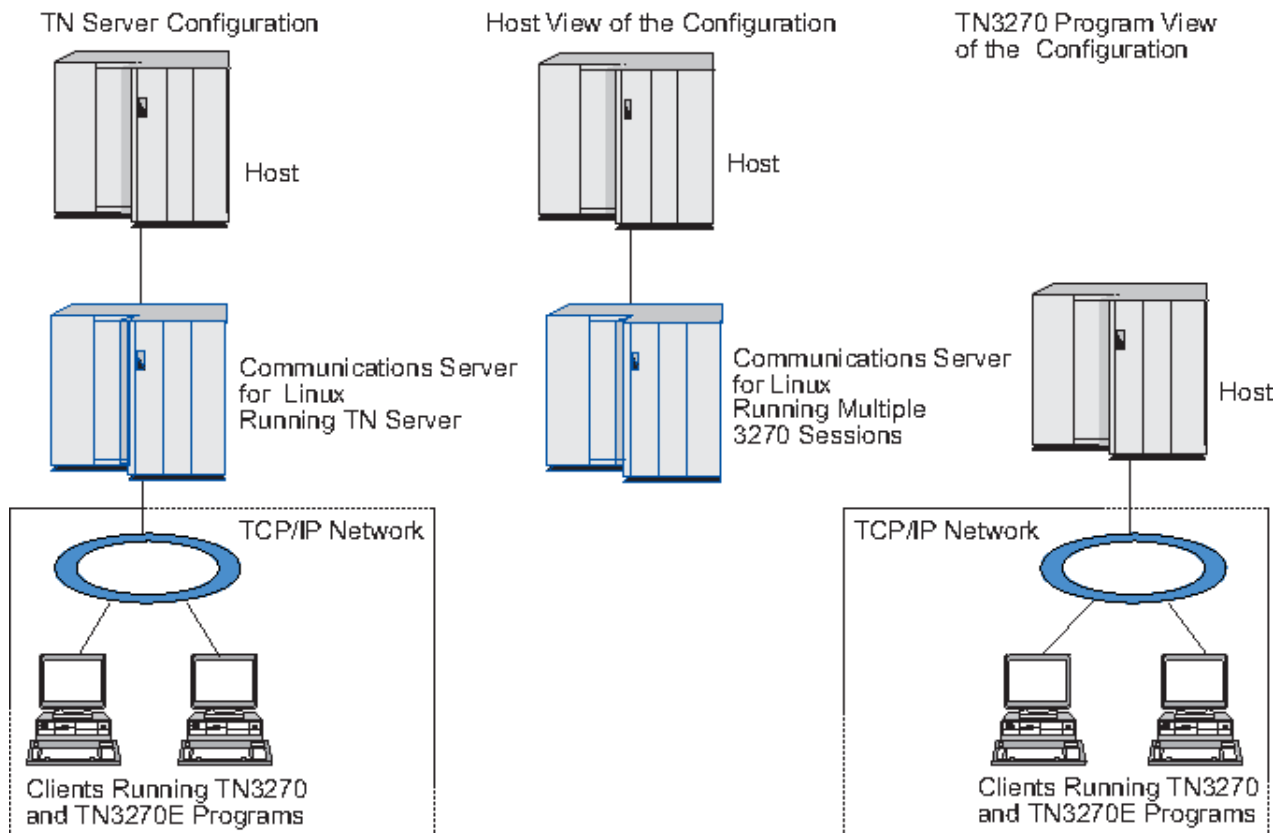 TN Server Configuration
Host View of the Configuration
TN3270 Program View
of the Configuration
Host
Host
Communications Server
for Linux
Running TN Server
Communications Server
for Linux
Running Multiple
3270 Sessions
Host
TCP/IP Network
TCP/IP Network
Clients Running TN3270
and TN3270E Programs
Clients Running TN3270
and TN3270E Programs